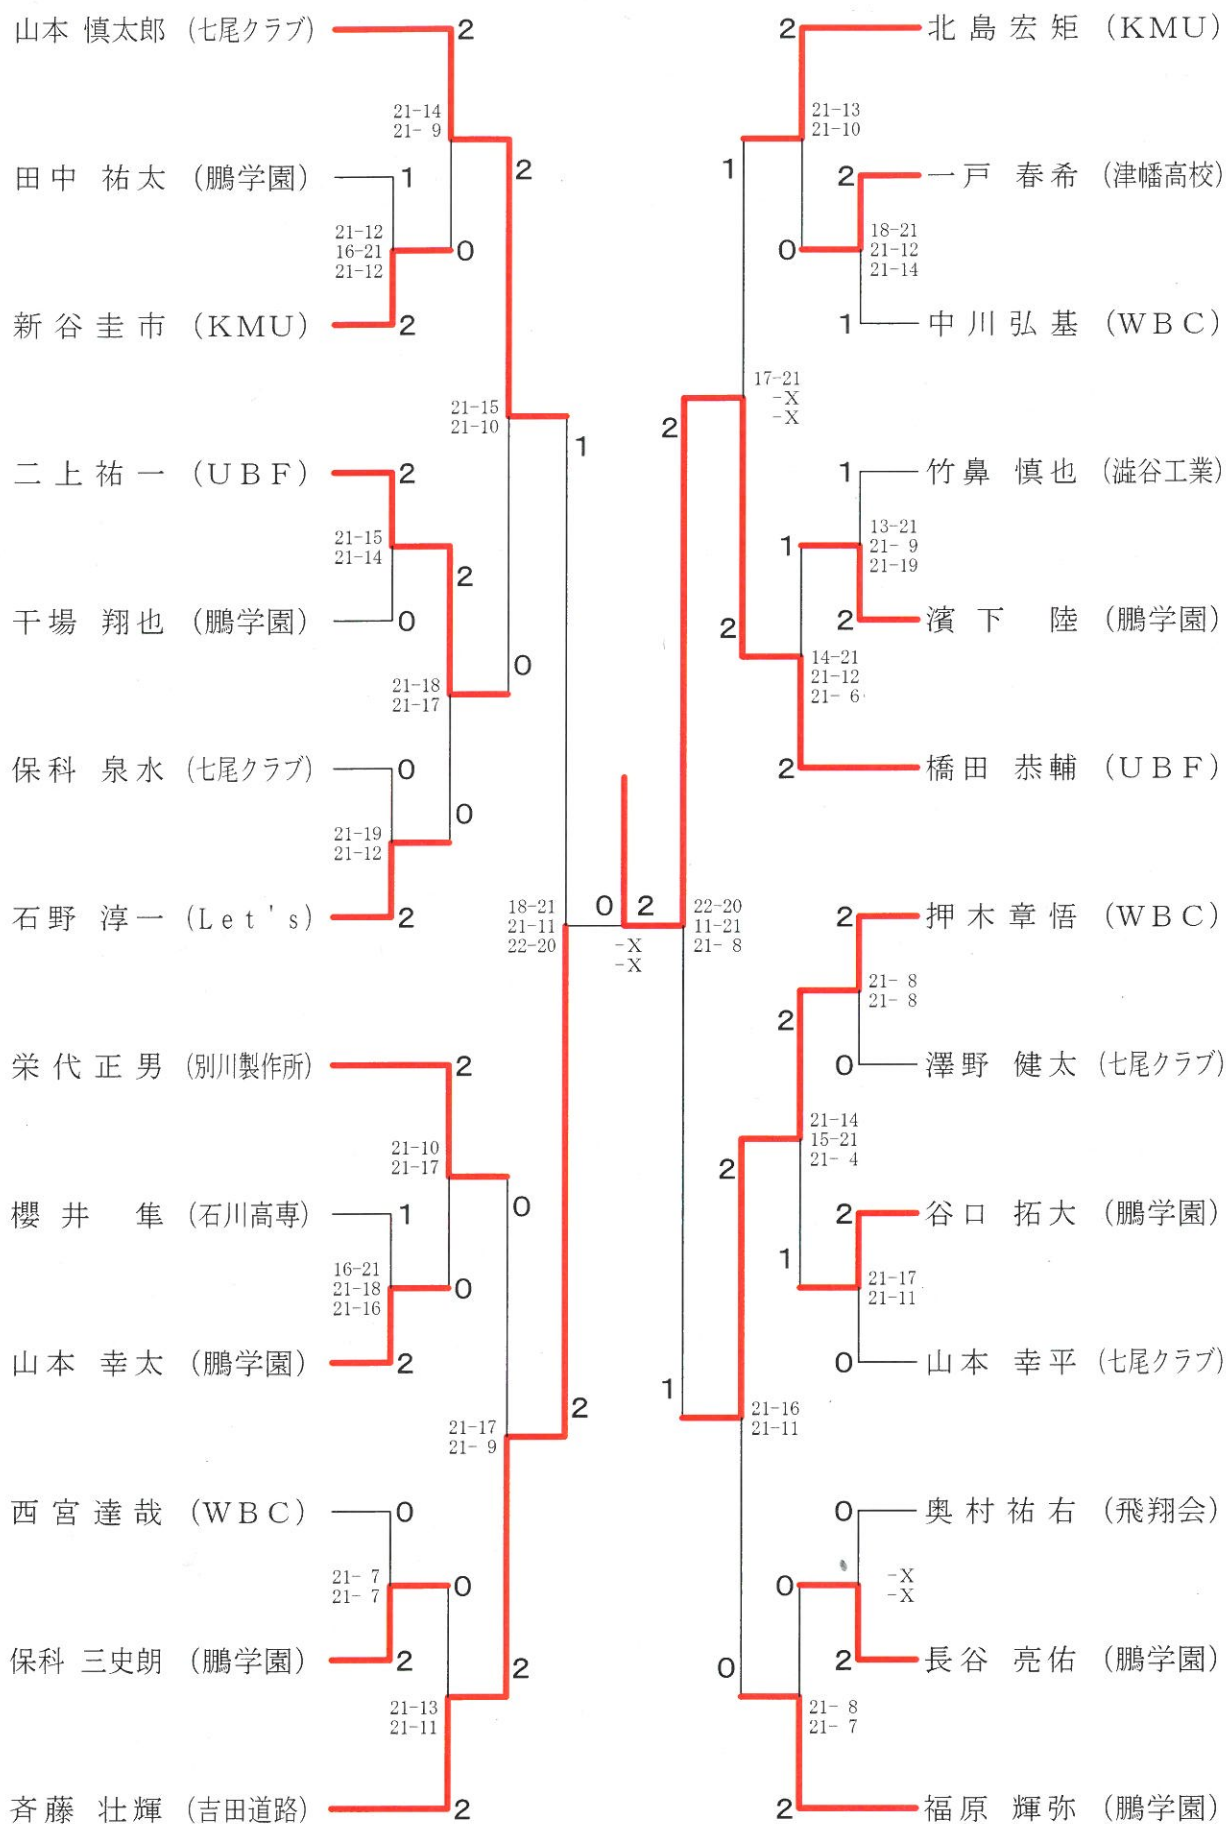 山本 慎太郎 (七尾クラブ) 2
21-14
21- 9
田中 祐太 (鵬学園) 1
2
21-12
16-21
21-12
0
新谷圭市 (KMU) 2
21-15
21-10
1
二上祐一 (UBF) 2
21-15
21-14
2
干場 翔也 (鵬学園) 0
0
21-18
21-17
保科 泉水 (七尾クラブ) 0
0
21-19
21-12
石野 淳一 (Let's) 2
18-21
21-11
22-20
0 2
-X
-X
栄代正男 (別川製作所) 2
21-10
21-17
櫻井 隼 (石川高専) 1
0
16-21
21-18
21-16
0
山本 幸太 (鵬学園) 2
2
21-17
21- 9
西宮達哉 (WBC) 0
21- 7
21- 7
0
保科 三史朗 (鵬学園) 2
2
21-13
21-11
斉藤 壮輝 (吉田道路) 2
2 北島宏矩 (KMU)
21-13
21-10
1
2 一戸 春希 (津幡高校)
0
18-21
21-12
21-14
1 中川弘基 (WBC)
17-21
-X
-X
2
1 竹鼻 慎也 (澁谷工業)
1
13-21
21- 9
21-19
2 濱下 陸 (鵬学園)
2
14-21
21-12
21- 6
2 橋田 恭輔 (UBF)
22-20
11-21
21- 8
2 押木章悟 (WBC)
21- 8
21- 8
2
0 澤野 健太 (七尾クラブ)
21-14
15-21
21- 4
2
2 谷口 拓大 (鵬学園)
1
21-17
21-11
0 山本 幸平 (七尾クラブ)
1
21-16
21-11
0 奥村祐右 (飛翔会)
0
-X
-X
2 長谷 亮佑 (鵬学園)
0
21- 8
21- 7
2 福原 輝弥 (鵬学園)